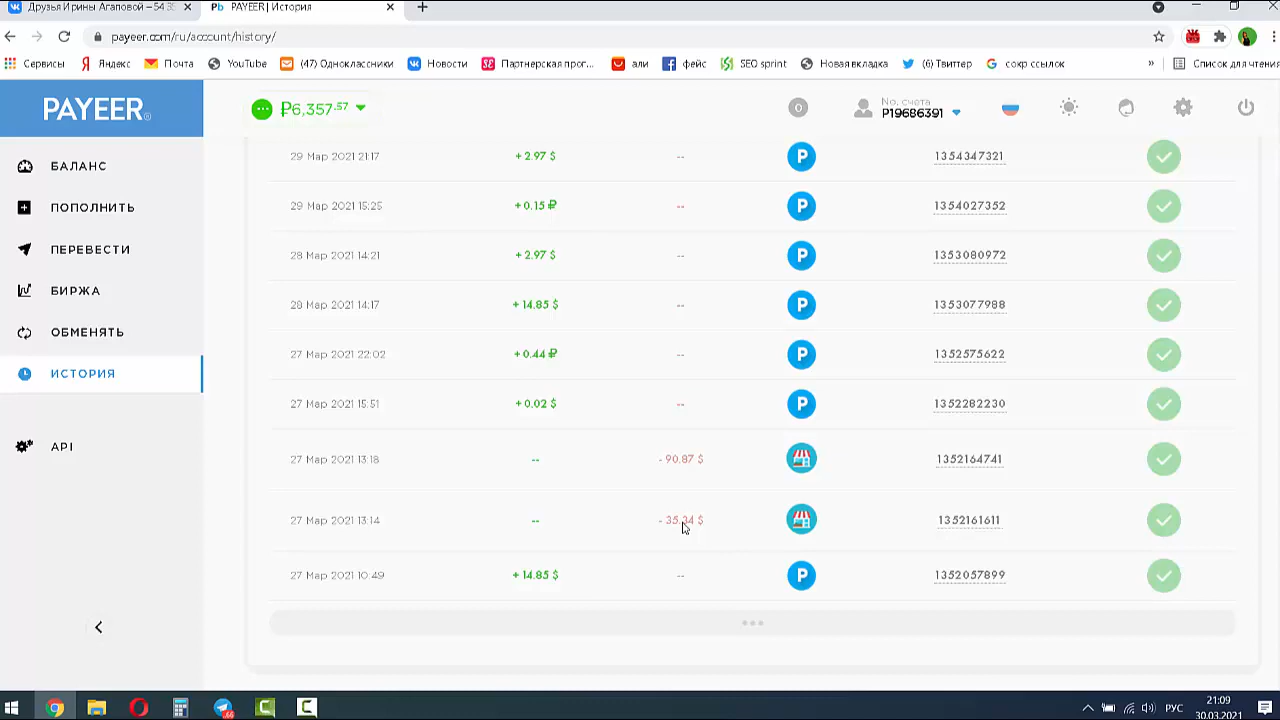 Друзья Ирины Агаповой – 54 35
PAYEER | История
payeer.com/ru/account/history/
Сервисы
Яндекс
Почта
YouTube
(47) Одноклассники
Новости
Партнерская прог...
али
фейс
SEO sprint
Новая вкладка
(6) Твиттер
сокр ссылок
»
Список для чтения
PAYEER®
₽6,357.57
0
No. счета
P19686391
БАЛАНС
ПОПОЛНИТЬ
ПЕРЕВЕСТИ
БИРЖА
ОБМЕНЯТЬ
ИСТОРИЯ
API
29 Мар 2021 21:17 + 2.97 $ -- P 1354347321
29 Мар 2021 15:25 + 0.15 ₽ -- P 1354027352
28 Мар 2021 14:21 + 2.97 $ -- P 1353080972
28 Мар 2021 14:17 + 14.85 $ -- P 1353077988
27 Мар 2021 22:02 + 0.44 ₽ -- P 1352575622
27 Мар 2021 15:51 + 0.02 $ -- P 1352282230
27 Мар 2021 13:18 -- - 90.87 $ 1352164741
27 Мар 2021 13:14 -- - 35.34 $ 1352161611
27 Мар 2021 10:49 + 14.85 $ -- P 1352057899
РУС
21:09
30.03.2021